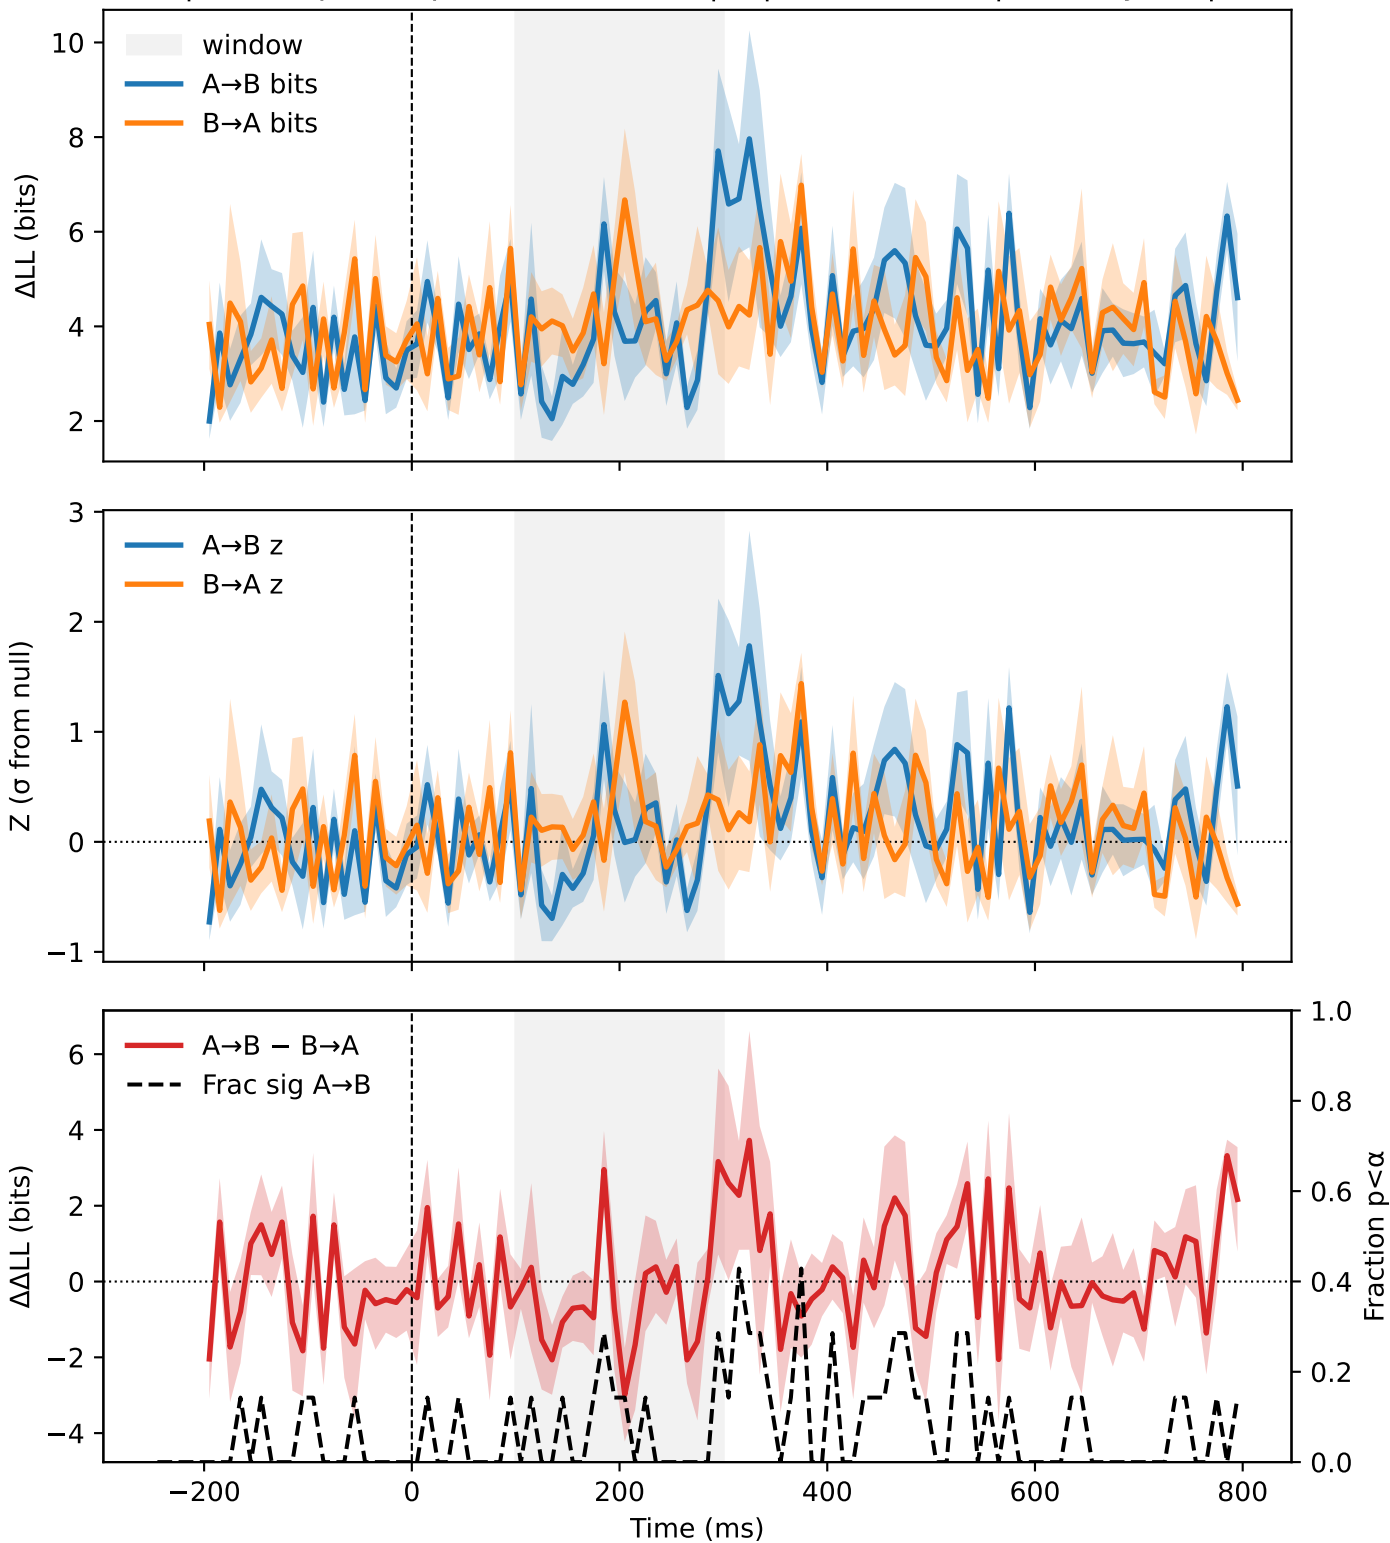 10
8
6
4
2
ΔLL (bits)
window
A→B bits
B→A bits
3
2
1
0
−1
Z (σ from null)
A→B z
B→A z
6
4
2
0
−2
−4
ΔΔLL (bits)
A→B − B→A
Frac sig A→B
1.0
0.8
0.6
0.4
0.2
0.0
Fraction p<α
−200
0
200
400
600
800
Time (ms)